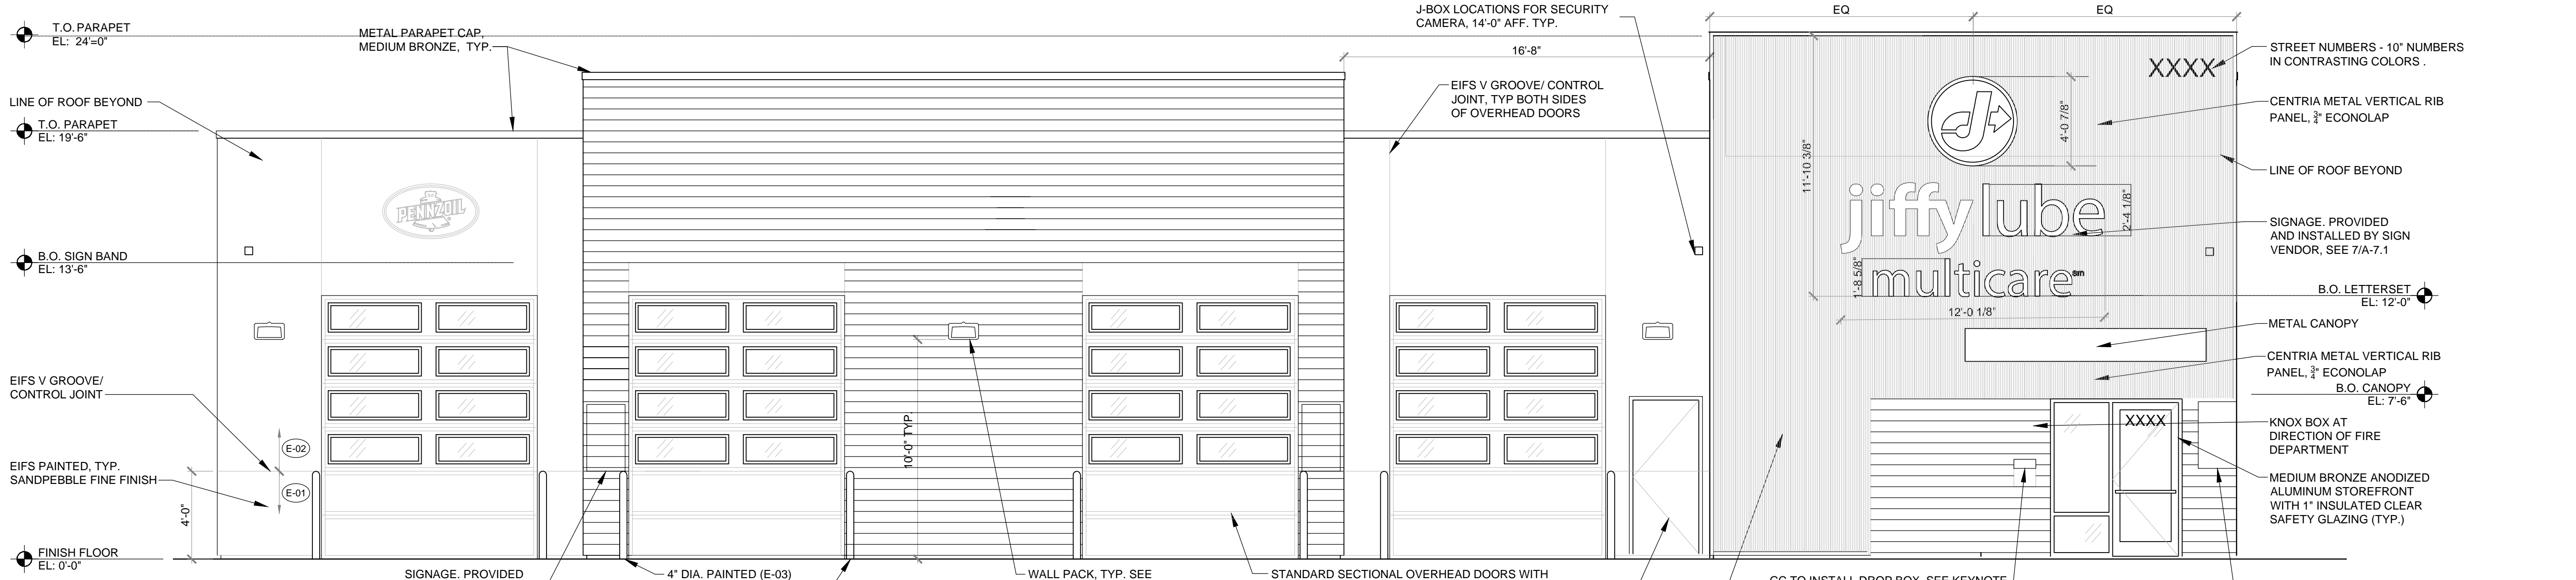 T.O. PARAPET
EL: 24'=0"
LINE OF ROOF BEYOND
T.O. PARAPET
EL: 19'-6"
B.O. SIGN BAND
EL: 13'-6"
EIFS V GROOVE/
CONTROL JOINT
EIFS PAINTED, TYP.
SANDPEBBLE FINE FINISH
4'-0"
FINISH FLOOR
EL: 0'-0"
E-02
E-01
METAL PARAPET CAP,
MEDIUM BRONZE, TYP.
PENNZOIL
SIGNAGE. PROVIDED
4" DIA. PAINTED (E-03)
10'-0" TYP.
WALL PACK, TYP. SEE
STANDARD SECTIONAL OVERHEAD DOORS WITH
J-BOX LOCATIONS FOR SECURITY
CAMERA, 14'-0" AFF. TYP.
16'-8"
EIFS V GROOVE/ CONTROL
JOINT, TYP BOTH SIDES
OF OVERHEAD DOORS
EQ
EQ
XXXX
4'-0 7/8"
11'-10 3/8"
jiffy lube
2'-4 1/8"
1'-8 5/8"
multicare sm
12'-0 1/8"
XXXX
GC TO INSTALL DROP BOX, SEE KEYNOTE
STREET NUMBERS - 10" NUMBERS
IN CONTRASTING COLORS .
CENTRIA METAL VERTICAL RIB
PANEL, 3/4" ECONOLAP
LINE OF ROOF BEYOND
SIGNAGE. PROVIDED
AND INSTALLED BY SIGN
VENDOR, SEE 7/A-7.1
B.O. LETTERSET
EL: 12'-0"
METAL CANOPY
CENTRIA METAL VERTICAL RIB
PANEL, 3/4" ECONOLAP
B.O. CANOPY
EL: 7'-6"
KNOX BOX AT
DIRECTION OF FIRE
DEPARTMENT
MEDIUM BRONZE ANODIZED
ALUMINUM STOREFRONT
WITH 1" INSULATED CLEAR
SAFETY GLAZING (TYP.)